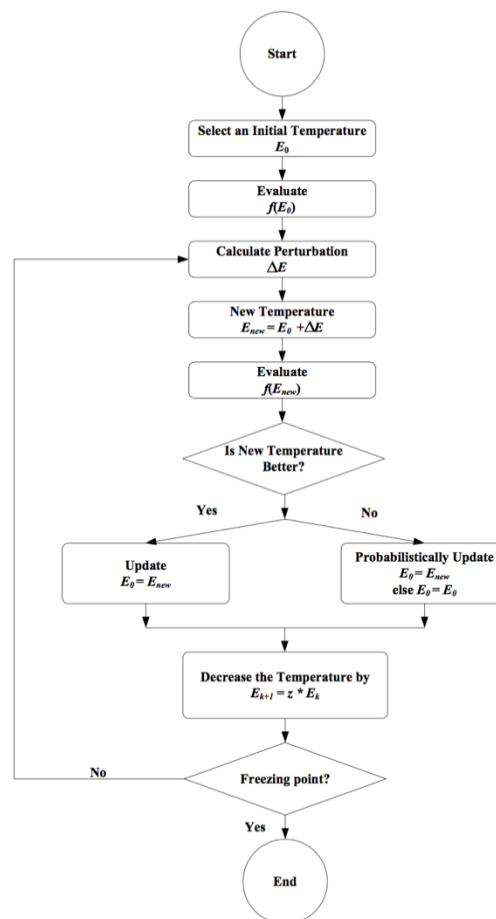 Start
Select an Initial Temperature
E₀
Evaluate
f(E₀)
Calculate Perturbation
ΔE
New Temperature
Eₙₑw = E₀ +ΔE
Evaluate
f(Eₙₑw)
Is New Temperature
Better?
Yes
No
Update
E₀ = Eₙₑw
Probabilistically Update
E₀ = Eₙₑw
else E₀ = E₀
Decrease the Temperature by
Eₖ₊₁ = z * Eₖ
No
Freezing point?
Yes
End